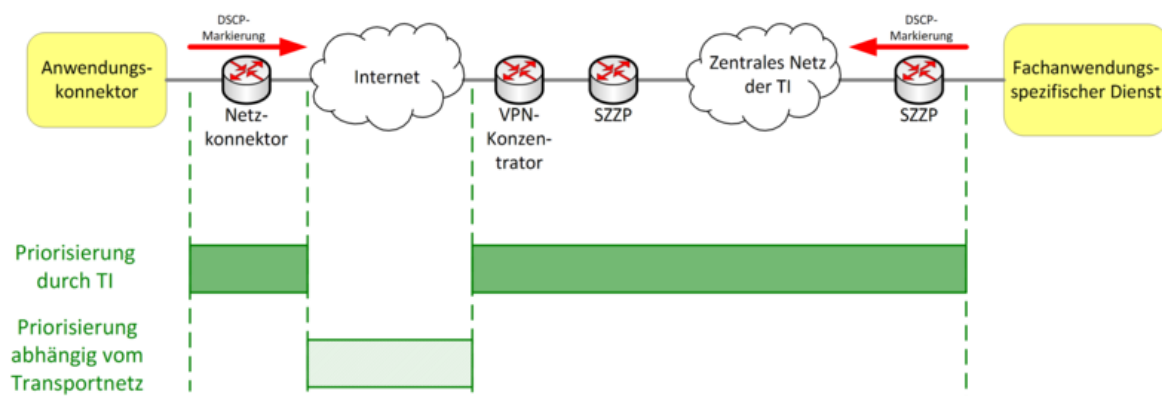 DSCP-
Markierung
DSCP-
Markierung
Anwendungs-
konnektor
Internet
Zentrales Netz
der TI
Fachanwendungs-
spezifischer Dienst
Netz-
konnektor
VPN-
Konzen-
trator
SZZP
SZZP
Priorisierung
durch TI
Priorisierung
abhängig vom
Transportnetz